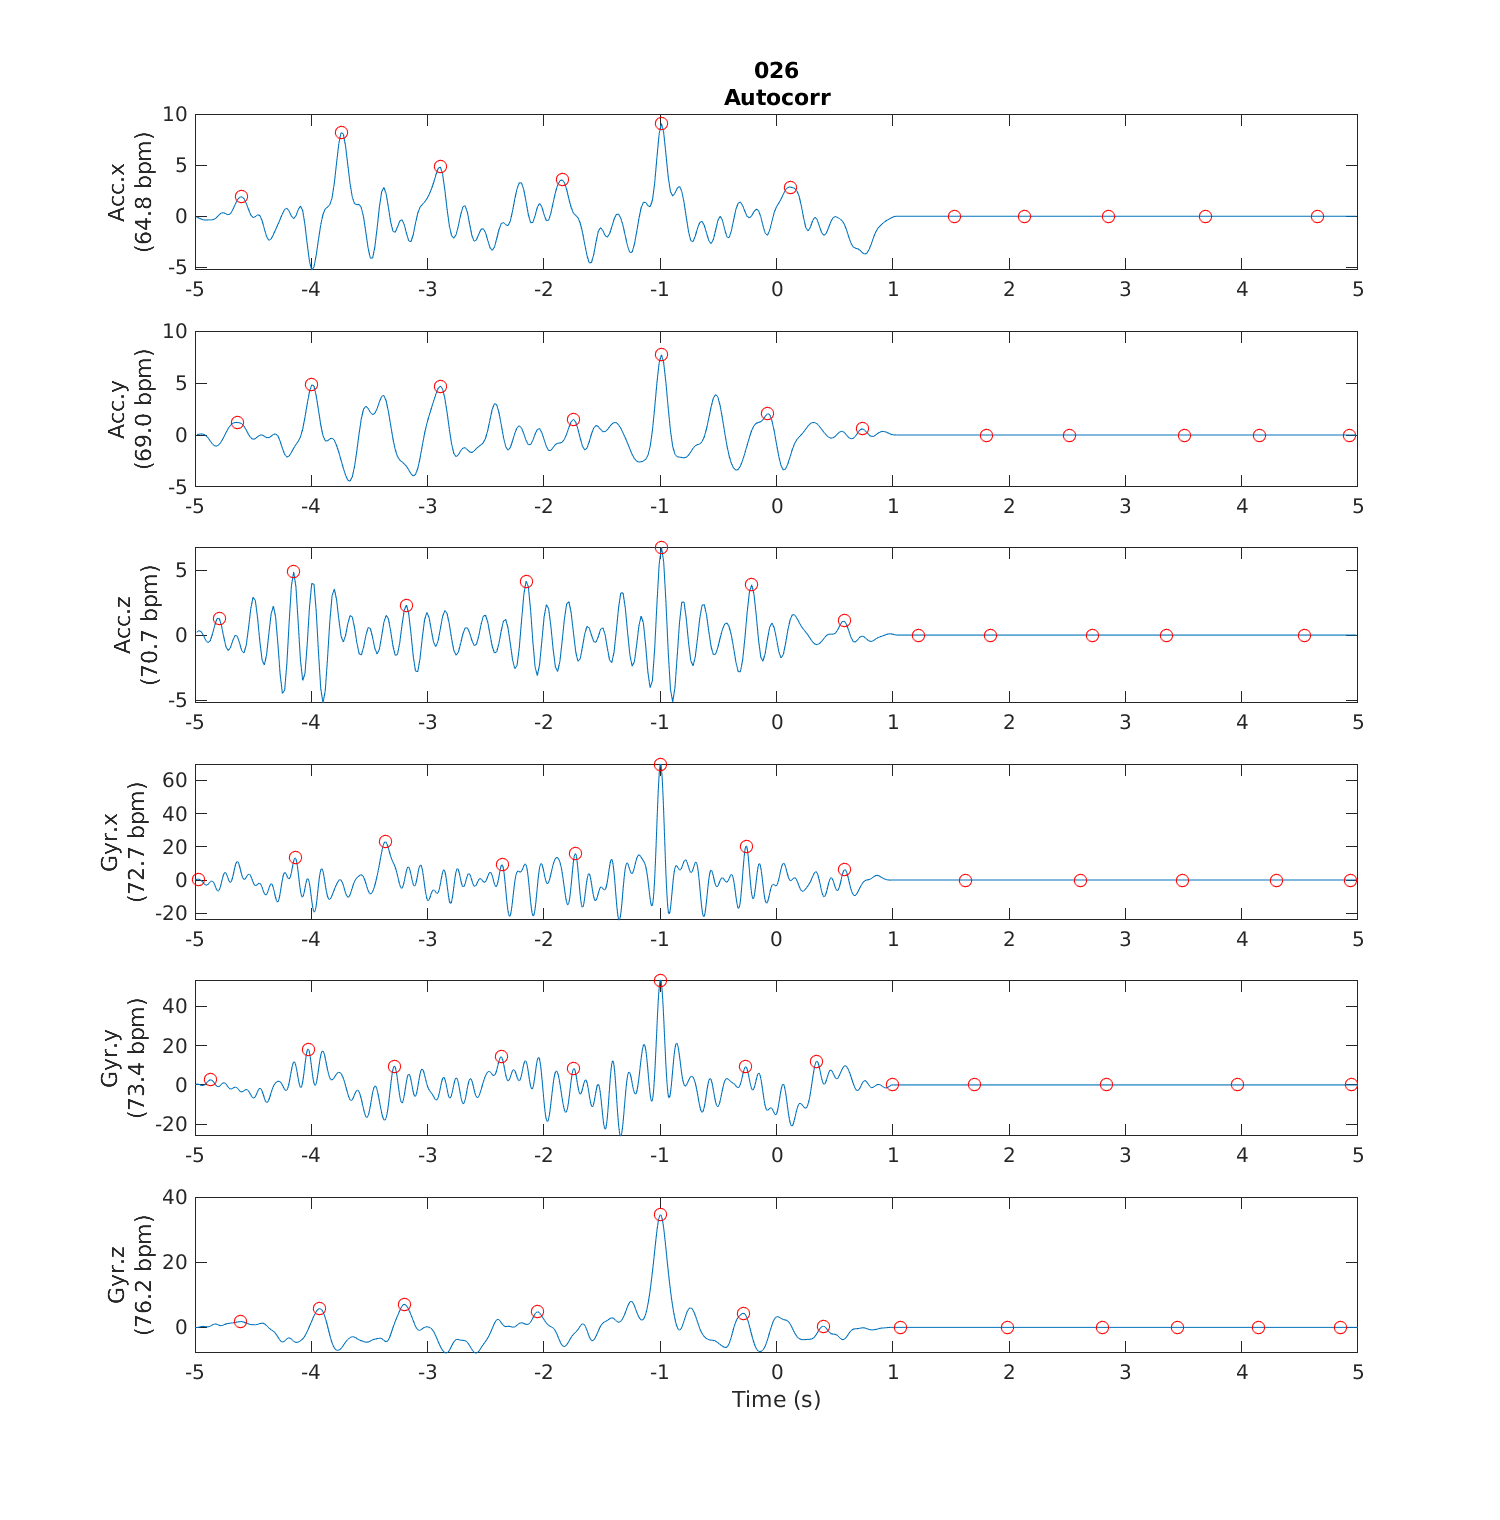 026
Autocorr
Acc.x
(64.8 bpm)
10
5
0
-5
-5 -4 -3 -2 -1 0 1 2 3 4 5
Acc.y
(69.0 bpm)
10
5
0
-5
-5 -4 -3 -2 -1 0 1 2 3 4 5
Acc.z
(70.7 bpm)
5
0
-5
-5 -4 -3 -2 -1 0 1 2 3 4 5
Gyr.x
(72.7 bpm)
60
40
20
0
-20
-5 -4 -3 -2 -1 0 1 2 3 4 5
Gyr.y
(73.4 bpm)
40
20
0
-20
-5 -4 -3 -2 -1 0 1 2 3 4 5
Gyr.z
(76.2 bpm)
40
20
0
-5 -4 -3 -2 -1 0 1 2 3 4 5
Time (s)